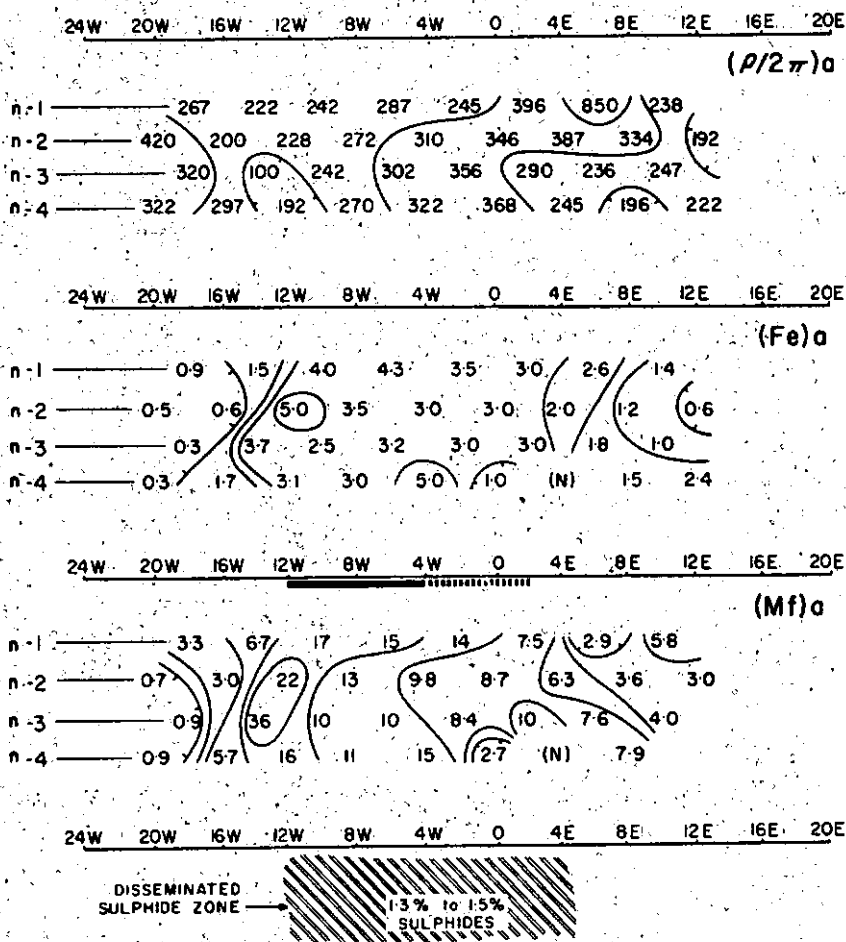 24W 20W 16W 12W 8W 4W 0 4E 8E 12E 16E 20E
(ρ/2π)a
n-1 267 222 242 287 245 396 850 238
n-2 420 200 228 272 310 346 387 334 192
n-3 320 100 242 302 356 290 236 247
n-4 322 297 192 270 322 368 245 196 222
24W 20W 16W 12W 8W 4W 0 4E 8E 12E 16E 20E
(Fe)a
n-1 0.9 1.5 4.0 4.3 3.5 3.0 2.6 1.4
n-2 0.5 0.6 5.0 3.5 3.0 3.0 2.0 1.2 0.6
n-3 0.3 3.7 2.5 3.2 3.0 3.0 1.8 1.0
n-4 0.3 1.7 3.1 3.0 5.0 1.0 (N) 1.5 2.4
24W 20W 16W 12W 8W 4W 0 4E 8E 12E 16E 20E
(Mf)a
n-1 3.3 6.7 17 15 14 7.5 2.9 5.8
n-2 0.7 3.0 22 13 9.8 8.7 6.3 3.6 3.0
n-3 0.9 36 10 10 8.4 10 7.6 4.0
n-4 0.9 5.7 16 11 15 2.7 (N) 7.9
24W 20W 16W 12W 8W 4W 0 4E 8E 12E 16E 20E
DISSEMINATED
SULPHIDE ZONE
1.3% to 1.5%
SULPHIDES